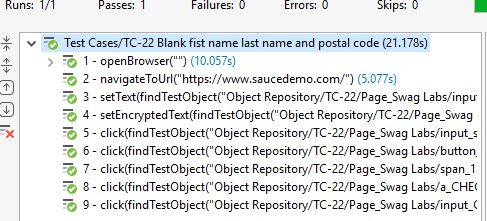 Runs: 1/1 Passes: 1 Failures: 0 Errors: 0 Skips: 0
Test Cases/TC-22 Blank fist name last name and postal code (21.178s)
1 - openBrowser("") (10.057s)
2 - navigateToUrl("https://www.saucedemo.com/") (5.077s)
3 - setText(findTestObject("Object Repository/TC-22/Page_Swag Labs/input
4 - setEncryptedText(findTestObject("Object Repository/TC-22/Page_Swag
5 - click(findTestObject("Object Repository/TC-22/Page_Swag Labs/input_s
6 - click(findTestObject("Object Repository/TC-22/Page_Swag Labs/button_
7 - click(findTestObject("Object Repository/TC-22/Page_Swag Labs/span_1
8 - click(findTestObject("Object Repository/TC-22/Page_Swag Labs/a_CHEC
9 - click(findTestObject("Object Repository/TC-22/Page_Swag Labs/input_C